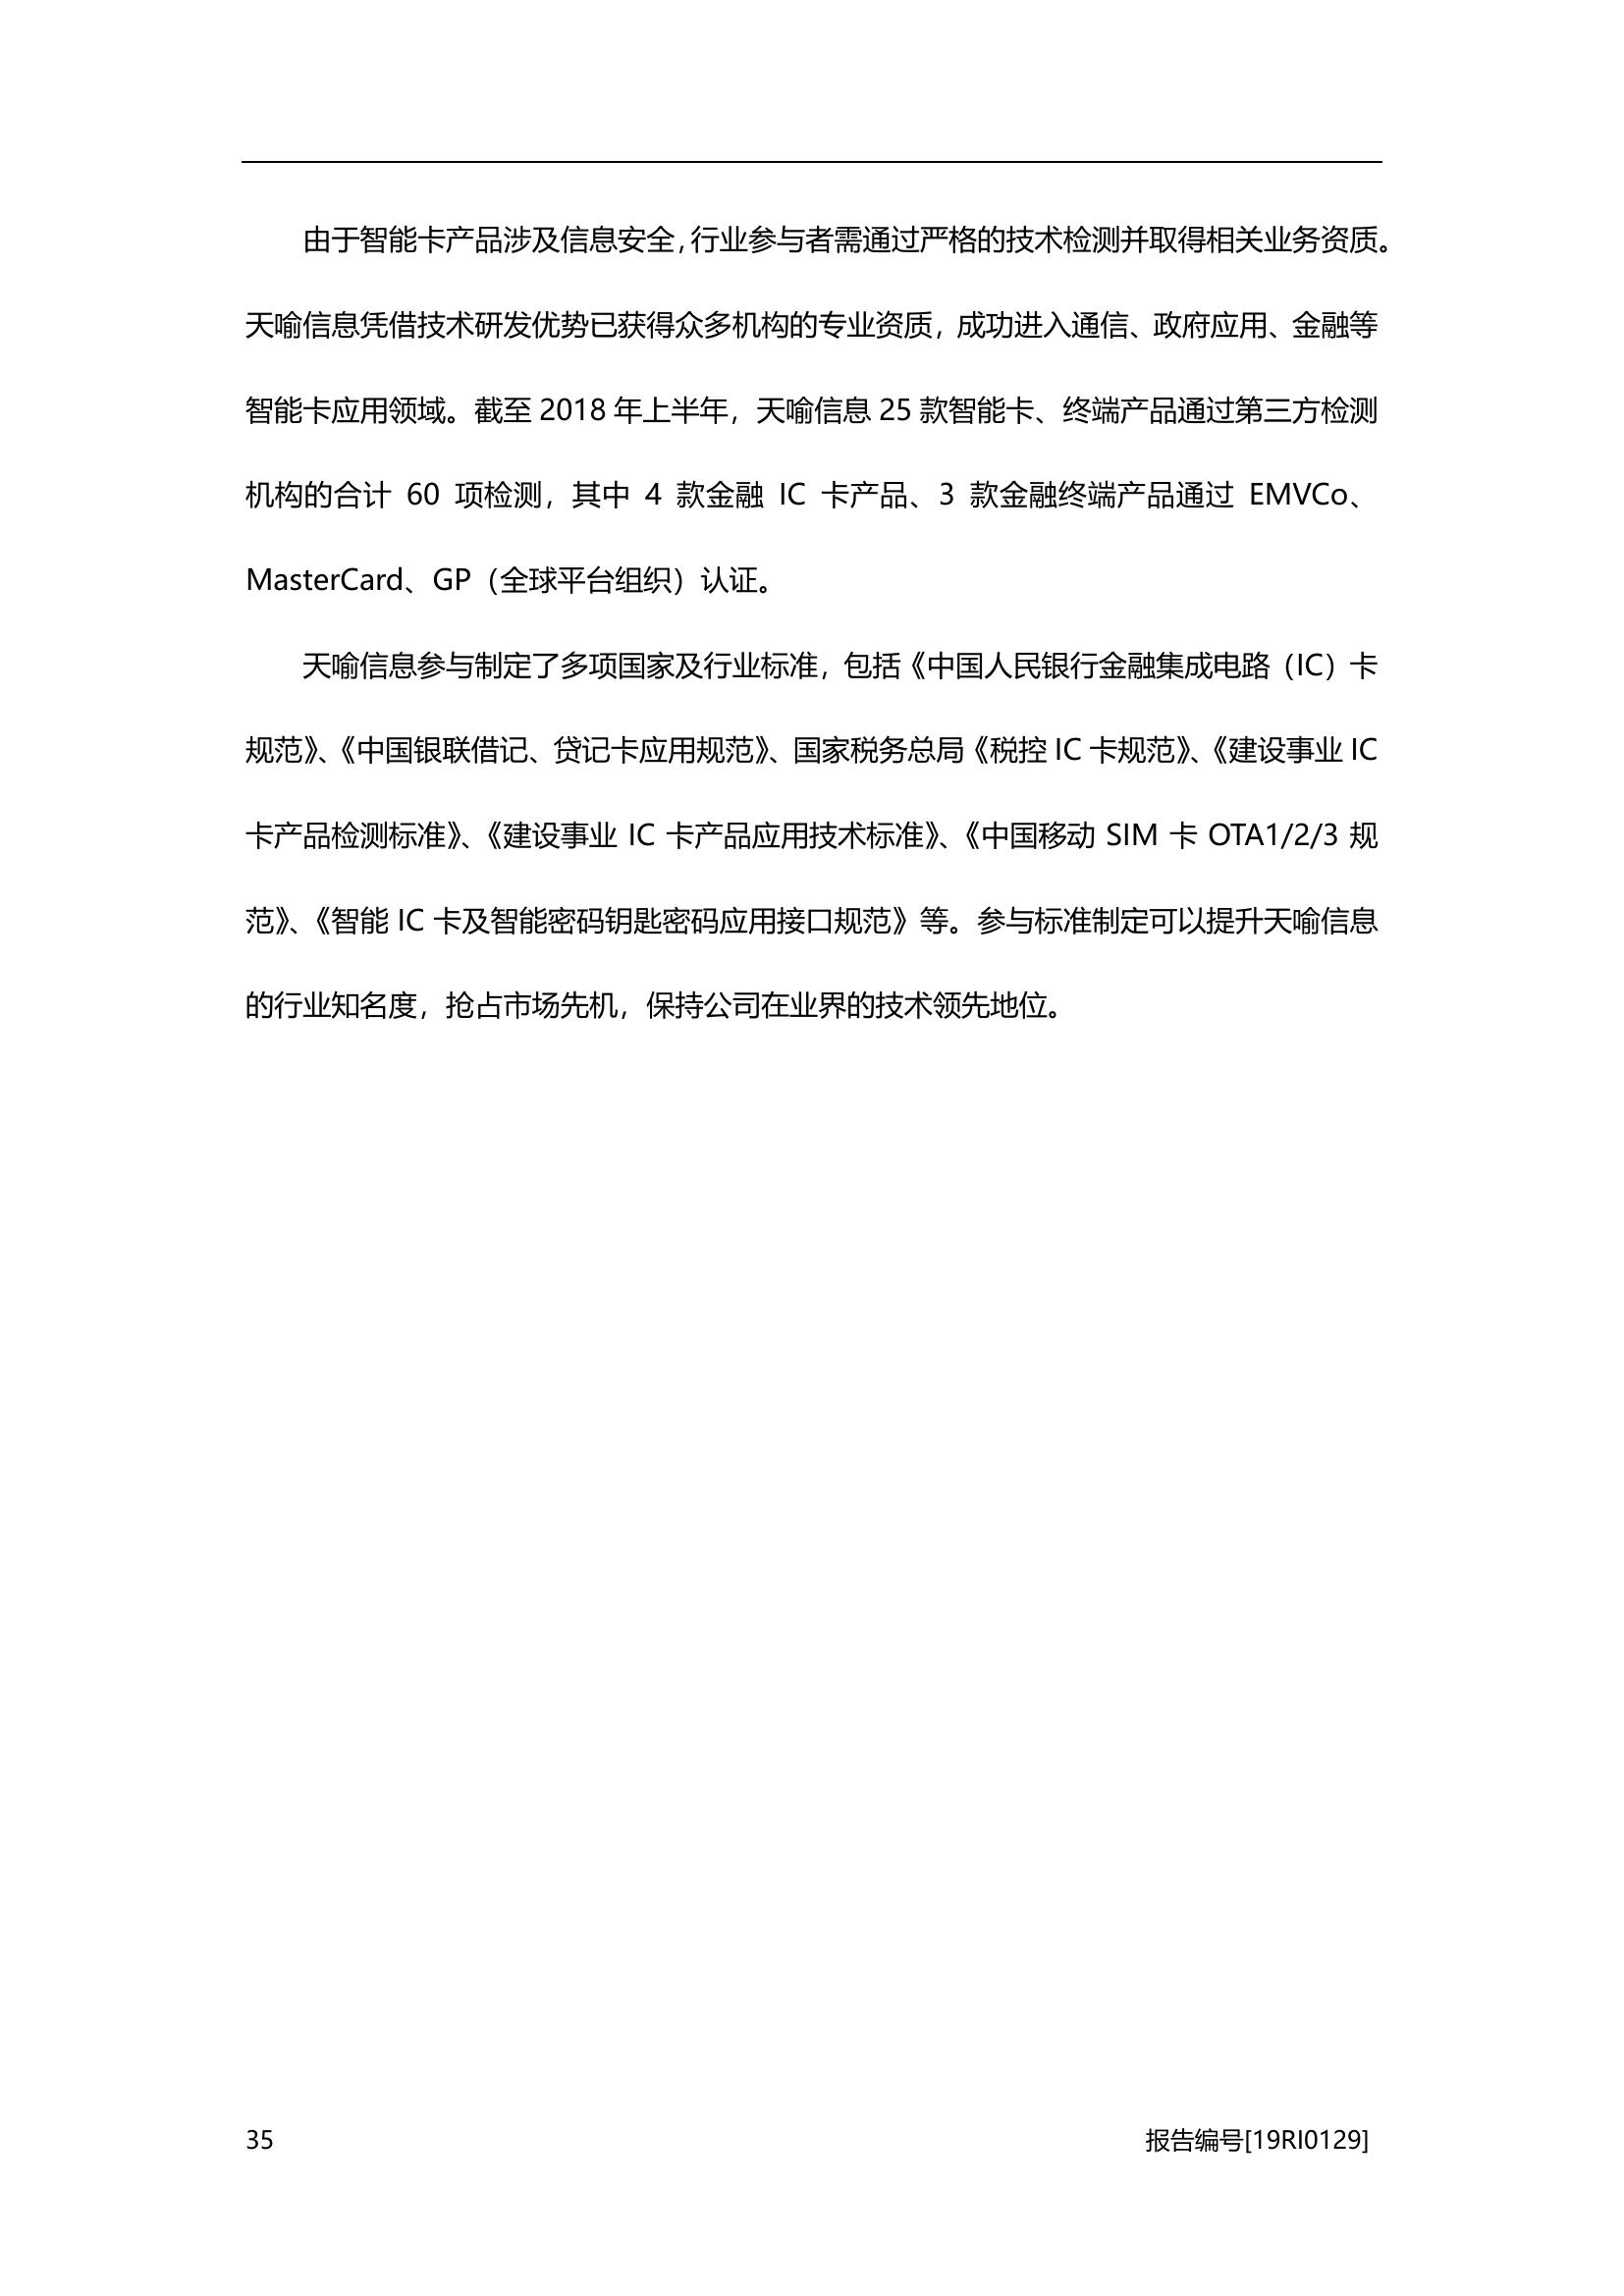 由于智能卡产品涉及信息安全，行业参与者需通过严格的技术检测并取得相关业务资质。
天喻信息凭借技术研发优势已获得众多机构的专业资质，成功进入通信、政府应用、金融等
智能卡应用领域。截至 2018 年上半年，天喻信息 25 款智能卡、终端产品通过第三方检测
机构的合计 60 项检测，其中 4 款金融 IC 卡产品、3 款金融终端产品通过 EMVCo、
MasterCard、GP（全球平台组织）认证。
天喻信息参与制定了多项国家及行业标准，包括《中国人民银行金融集成电路（IC）卡
规范》、《中国银联借记、贷记卡应用规范》、国家税务总局《税控 IC 卡规范》、《建设事业 IC
卡产品检测标准》、《建设事业 IC 卡产品应用技术标准》、《中国移动 SIM 卡 OTA1/2/3 规
范》、《智能 IC 卡及智能密码钥匙密码应用接口规范》等。参与标准制定可以提升天喻信息
的行业知名度，抢占市场先机，保持公司在业界的技术领先地位。
35 报告编号[19RI0129]